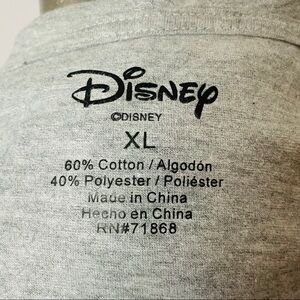 Disney
©DISNEY
XL
60% Cotton / Algodón
40% Polyester / Poliéster
Made in China
Hecho en China
RN#71868